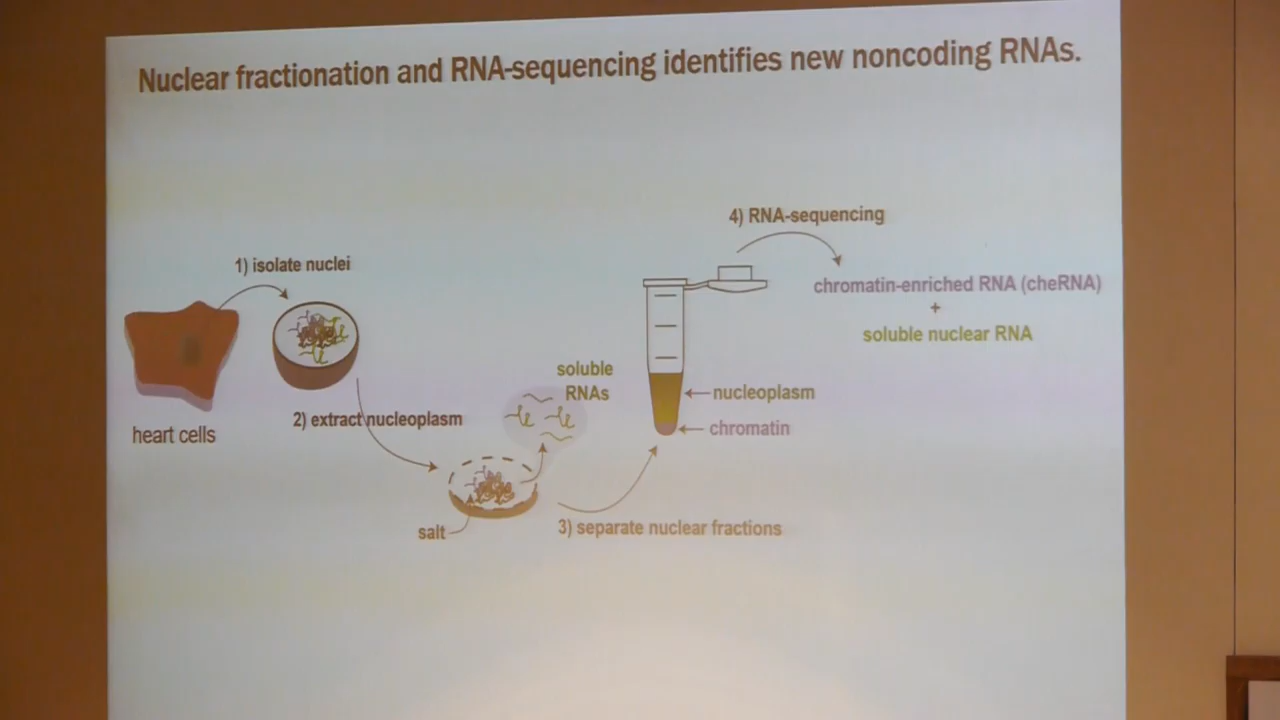 Nuclear fractionation and RNA-sequencing identifies new noncoding RNAs.
4) RNA-sequencing
1) isolate nuclei
chromatin-enriched RNA (cheRNA)
+
soluble nuclear RNA
soluble
RNAs
nucleoplasm
2) extract nucleoplasm
chromatin
heart cells
salt
3) separate nuclear fractions